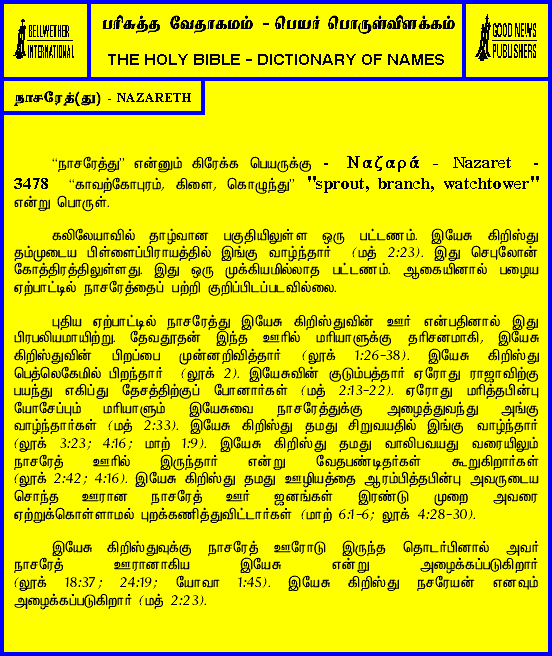 BELLWETHER
INTERNATIONAL
பரிசுத்த வேதாகமம் - பெயர் பொருள்விளக்கம்
THE HOLY BIBLE - DICTIONARY OF NAMES
GOOD NEWS
PUBLISHERS
நாசரேத்(து) - NAZARETH
"நாசரேத்து" என்னும் கிரேக்க பெயருக்கு - Ναζαρά - Nazaret -
3478 "காவற்கோபுரம், கிளை, கொழுந்து" "sprout, branch, watchtower"
என்று பொருள்.
கலிலேயாவில் தாழ்வான பகுதியிலுள்ள ஒரு பட்டணம். இயேசு கிறிஸ்து
தம்முடைய பிள்ளைப்பிராயத்தில் இங்கு வாழ்ந்தார் (மத் 2:23). இது செபுலோன்
கோத்திரத்திலுள்ளது. இது ஒரு முக்கியமில்லாத பட்டணம். ஆகையினால் பழைய
ஏற்பாட்டில் நாசரேத்தைப் பற்றி குறிப்பிடப்படவில்லை.
புதிய ஏற்பாட்டில் நாசரேத்து இயேசு கிறிஸ்துவின் ஊர் என்பதினால் இது
பிரபலியமாயிற்று. தேவதூதன் இந்த ஊரில் மரியாளுக்கு தரிசனமாகி, இயேசு
கிறிஸ்துவின் பிறப்பை முன்னறிவித்தார் (லூக் 1:26-38). இயேசு கிறிஸ்து
பெத்லெகேமில் பிறந்தார் (லூக் 2). இயேசுவின் குடும்பத்தார் ஏரோது ராஜாவிற்கு
பயந்து எகிப்து தேசத்திற்குப் போனார்கள் (மத் 2:13-22). ஏரோது மரித்தபின்பு
யோசேப்பும் மரியாளும் இயேசுவை நாசரேத்துக்கு அழைத்துவந்து அங்கு
வாழ்ந்தார்கள் (மத் 2:33). இயேசு கிறிஸ்து தமது சிறுவயதில் இங்கு வாழ்ந்தார்
(லூக் 3:23; 4:16; மாற் 1:9). இயேசு கிறிஸ்து தமது வாலிபவயது வரையிலும்
நாசரேத் ஊரில் இருந்தார் என்று வேதபண்டிதர்கள் கூறுகிறார்கள்
(லூக் 2:42; 4:16). இயேசு கிறிஸ்து தமது ஊழியத்தை ஆரம்பித்தபின்பு அவருடைய
சொந்த ஊரான நாசரேத் ஊர் ஜனங்கள் இரண்டு முறை அவரை
ஏற்றுக்கொள்ளாமல் புறக்கணித்துவிட்டார்கள் (மாற் 6:1-6; லூக் 4:28-30).
இயேசு கிறிஸ்துவுக்கு நாசரேத் ஊரோடு இருந்த தொடர்பினால் அவர்
நாசரேத் ஊரானாகிய இயேசு என்று அழைக்கப்படுகிறார்
(லூக் 18:37; 24:19; யோவா 1:45). இயேசு கிறிஸ்து நசரேயன் எனவும்
அழைக்கப்படுகிறார் (மத் 2:23).